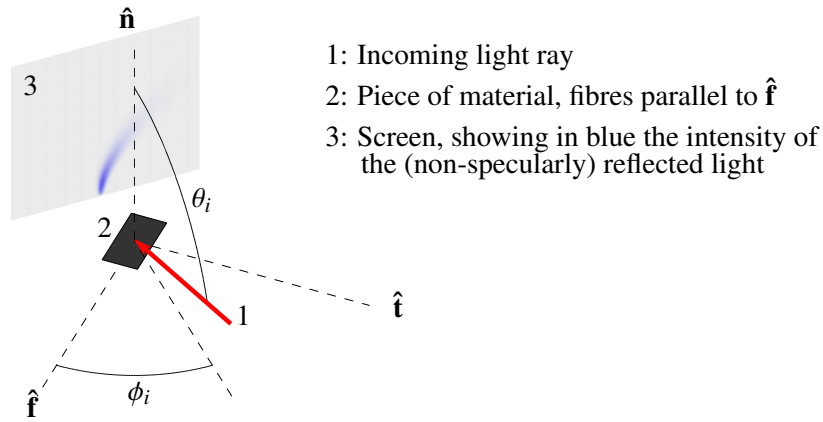 n̂
3
1: Incoming light ray
2: Piece of material, fibres parallel to f̂
3: Screen, showing in blue the intensity of
the (non-specularly) reflected light
θi
2
1
t̂
ϕi
f̂